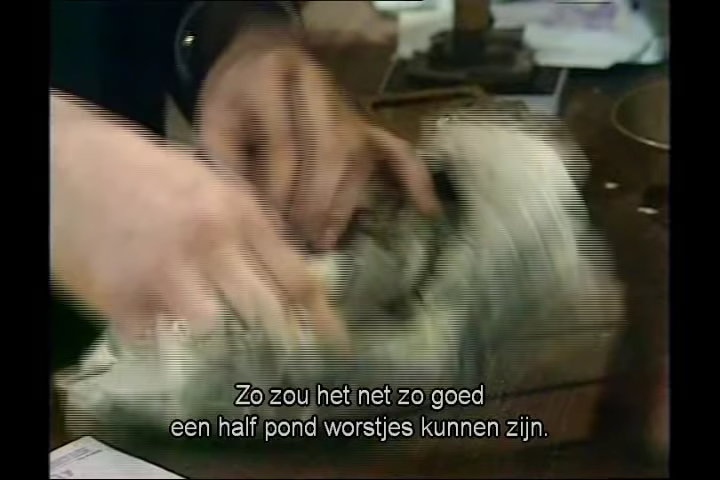 Zo zou het net zo goed
een half pond worstjes kunnen zijn.